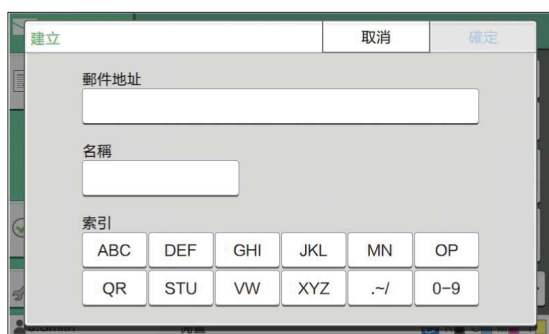 建立
取消
確定
郵件地址
名稱
索引
ABC DEF GHI JKL MN OP
QR STU VW XYZ .~/ 0-9